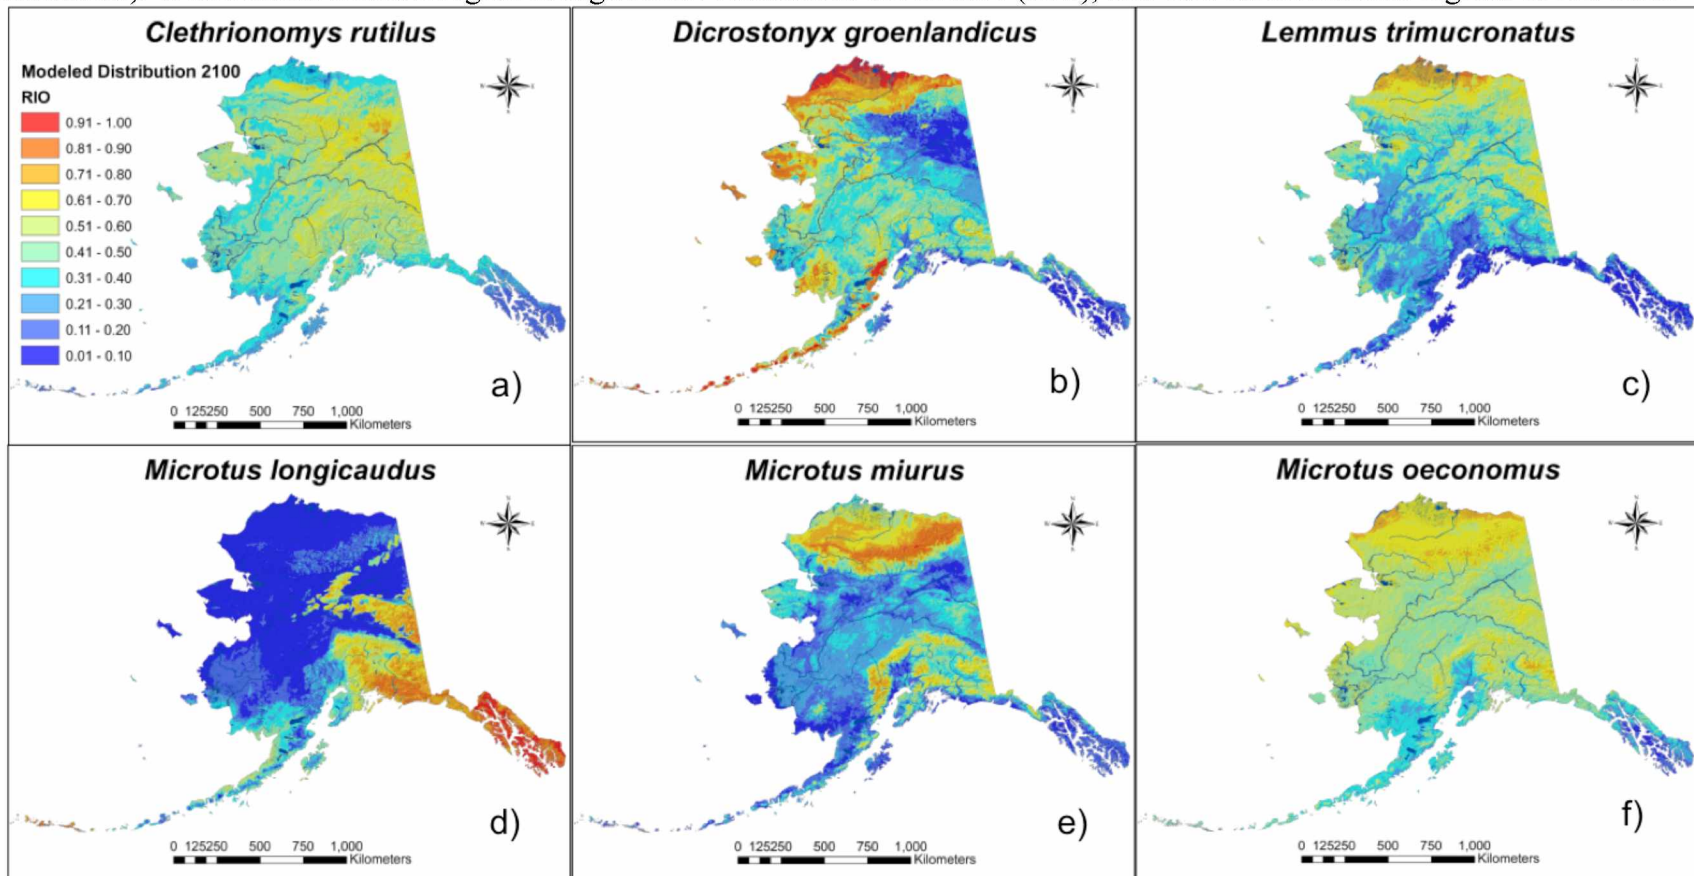 Clethrionomys rutilus
Modeled Distribution 2100
RIO
0.91 - 1.00
0.81 - 0.90
0.71 - 0.80
0.61 - 0.70
0.51 - 0.60
0.41 - 0.50
0.31 - 0.40
0.21 - 0.30
0.11 - 0.20
0.01 - 0.10
a)
0 125250 500 750 1,000
Kilometers
Dicrostonyx groenlandicus
b)
0 125250 500 750 1,000
Kilometers
Lemmus trimucronatus
c)
0 125250 500 750 1,000
Kilometers
Microtus longicaudus
d)
0 125250 500 750 1,000
Kilometers
Microtus miurus
e)
0 125250 500 750 1,000
Kilometers
Microtus oeconomus
f)
0 125250 500 750 1,000
Kilometers